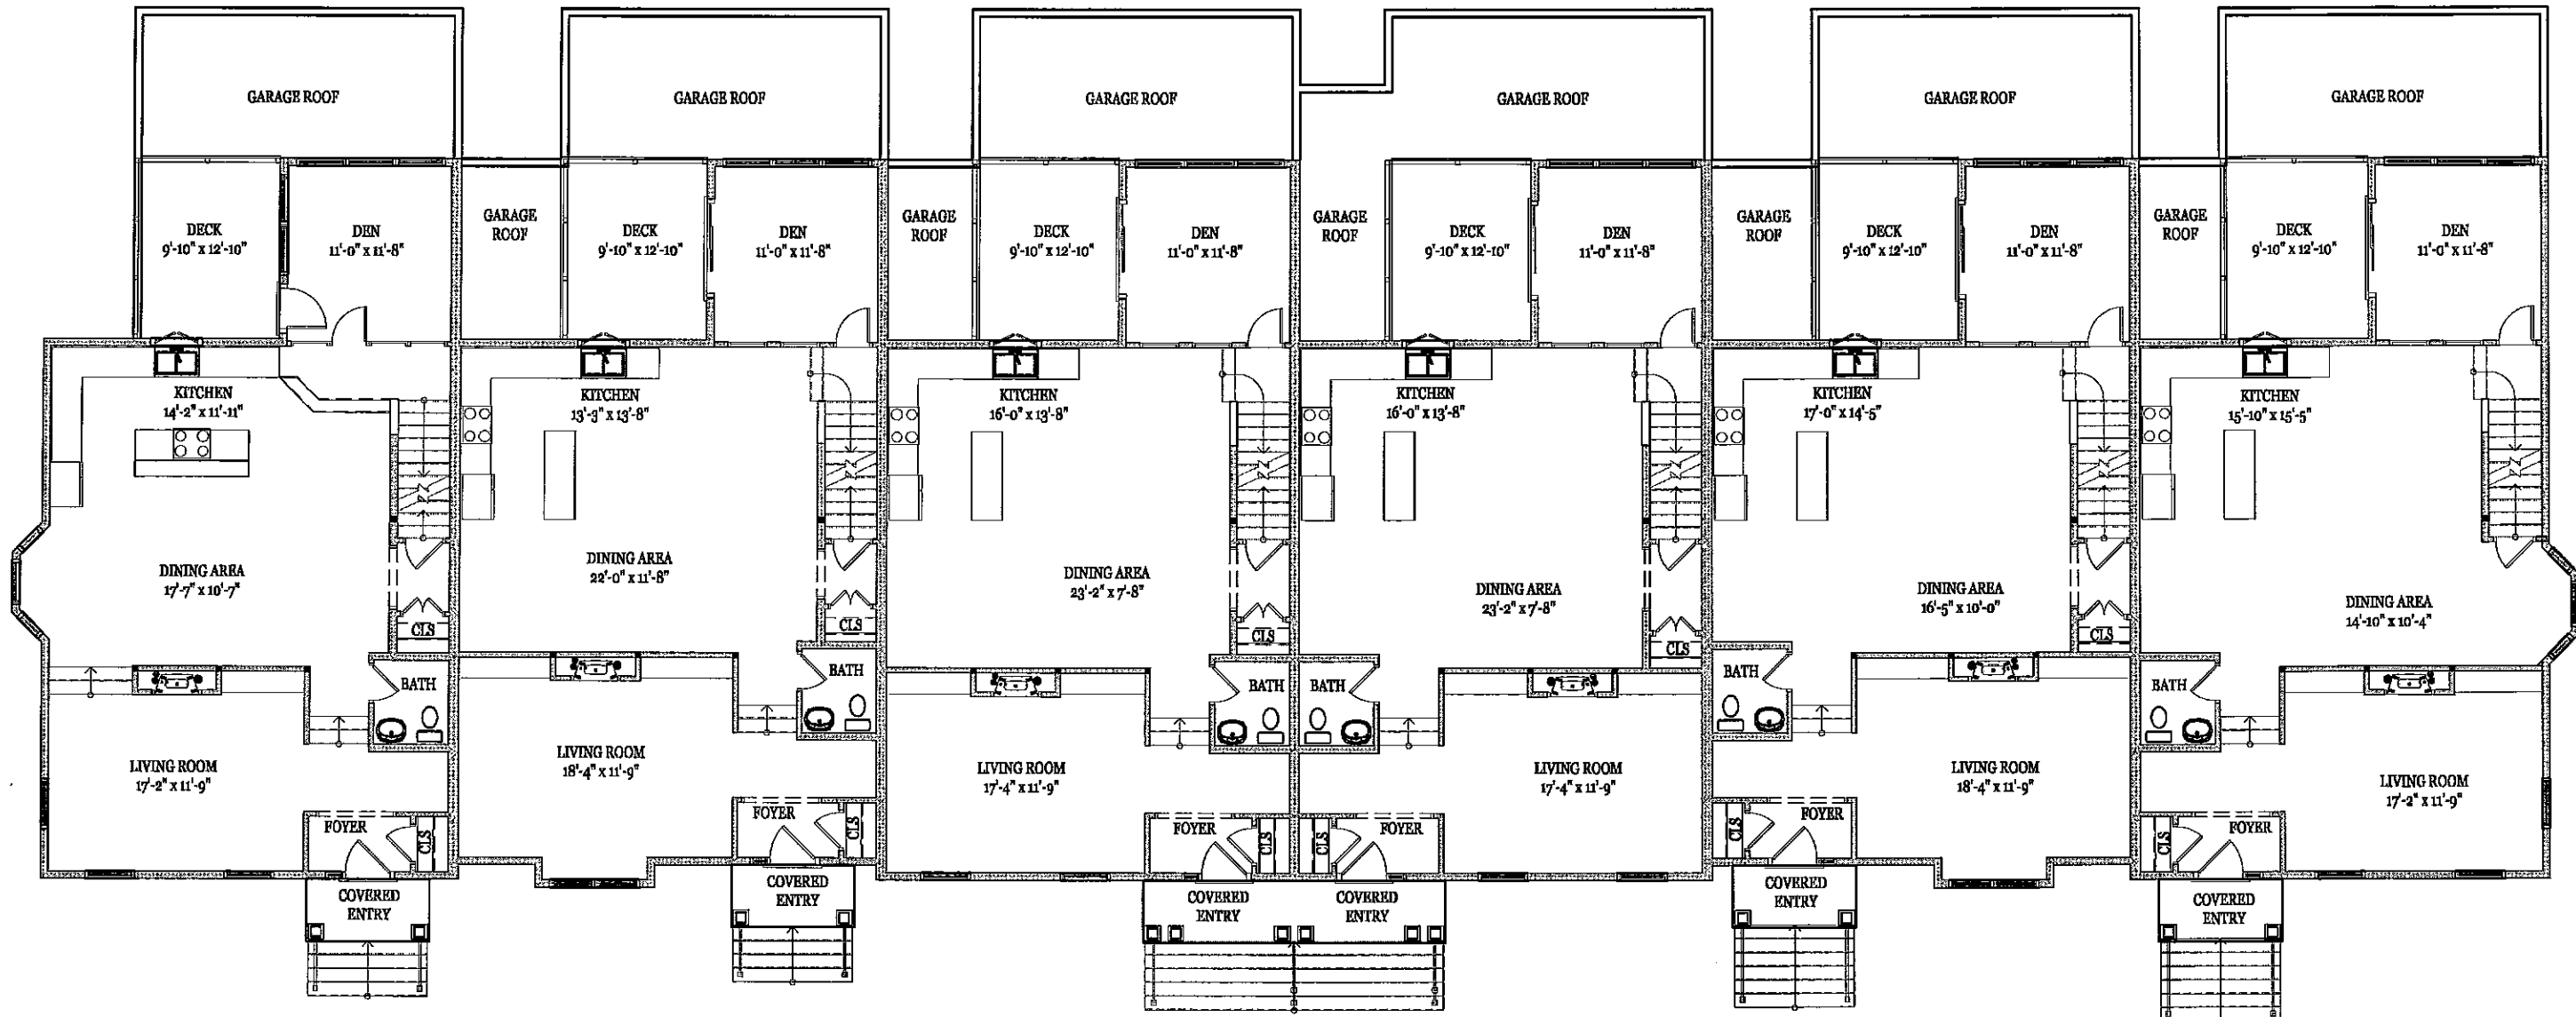 GARAGE ROOF
GARAGE ROOF
GARAGE ROOF
GARAGE ROOF
GARAGE ROOF
GARAGE ROOF
DECK
9'-10" x 12'-10"
DEN
11'-0" x 11'-8"
GARAGE
ROOF
DECK
9'-10" x 12'-10"
DEN
11'-0" x 11'-8"
GARAGE
ROOF
DECK
9'-10" x 12'-10"
DEN
11'-0" x 11'-8"
GARAGE
ROOF
DECK
9'-10" x 12'-10"
DEN
11'-0" x 11'-8"
GARAGE
ROOF
DECK
9'-10" x 12'-10"
DEN
11'-0" x 11'-8"
GARAGE
ROOF
DECK
9'-10" x 12'-10"
DEN
11'-0" x 11'-8"
KITCHEN
14'-2" x 11'-11"
KITCHEN
13'-3" x 13'-8"
KITCHEN
16'-0" x 13'-8"
KITCHEN
16'-0" x 13'-8"
KITCHEN
17'-0" x 14'-5"
KITCHEN
15'-10" x 15'-5"
DINING AREA
17'-7" x 10'-7"
DINING AREA
22'-0" x 11'-8"
DINING AREA
23'-2" x 7'-8"
DINING AREA
23'-2" x 7'-8"
DINING AREA
16'-5" x 10'-0"
DINING AREA
14'-10" x 10'-4"
CLS
CLS
CLS
CLS
CLS
BATH
BATH
BATH
BATH
BATH
BATH
LIVING ROOM
17'-2" x 11'-9"
LIVING ROOM
18'-4" x 11'-9"
LIVING ROOM
17'-4" x 11'-9"
LIVING ROOM
17'-4" x 11'-9"
LIVING ROOM
18'-4" x 11'-9"
LIVING ROOM
17'-2" x 11'-9"
FOYER
CLS
FOYER
CLS
FOYER
CLS
CLS
FOYER
CLS
FOYER
CLS
FOYER
COVERED
ENTRY
COVERED
ENTRY
COVERED
ENTRY
COVERED
ENTRY
COVERED
ENTRY
COVERED
ENTRY